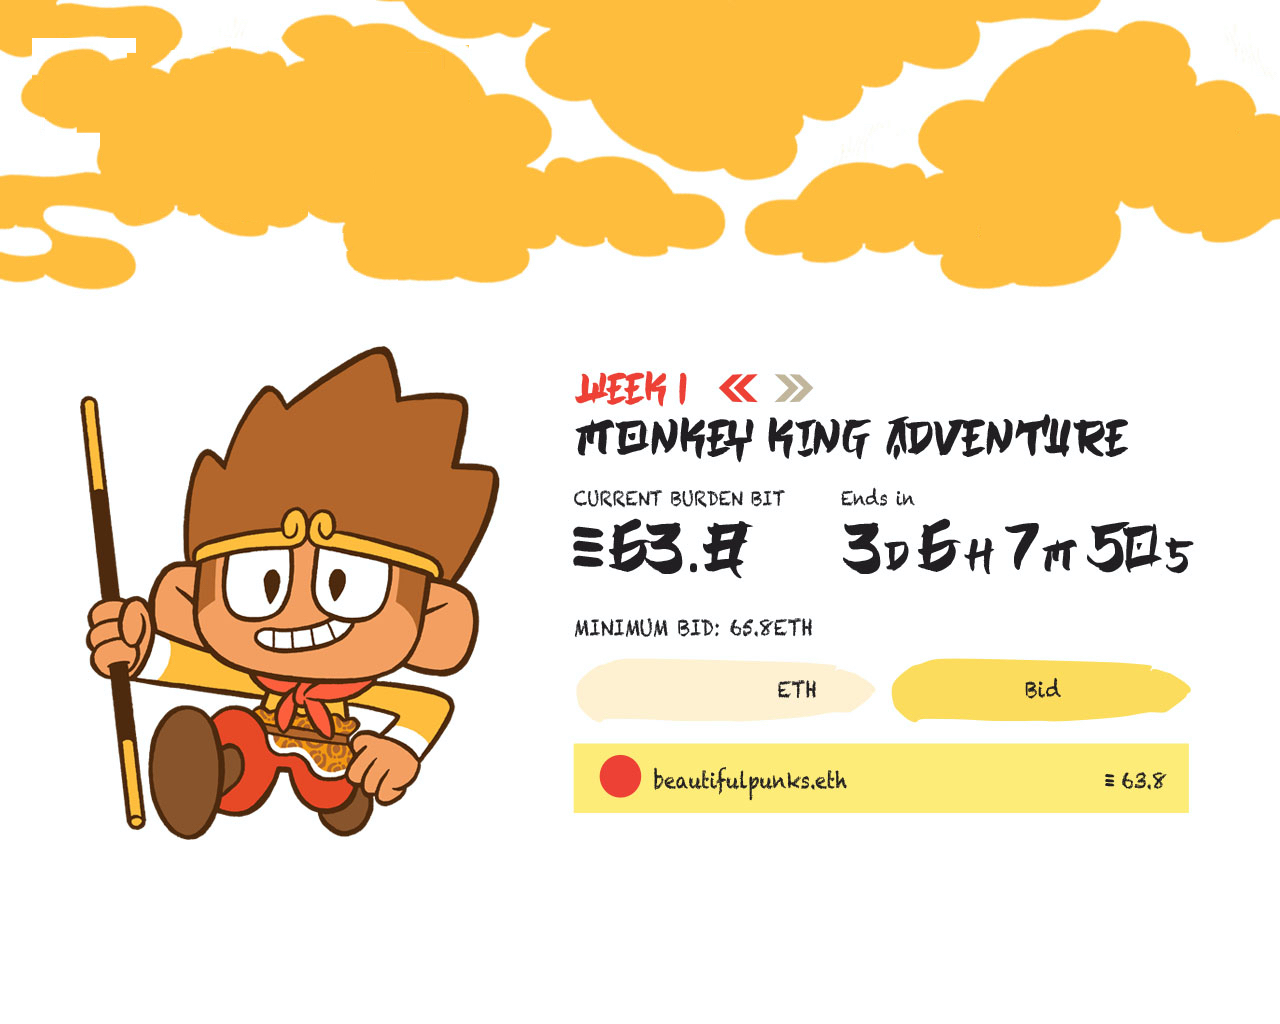 WEEK 1
MONKEY KING ADVENTURE
CURRENT BURDEN BIT
Ends in
≡63.8
3D 6H 7M 50S
MINIMUM BID: 65.8ETH
ETH
Bid
beautifulpunks.eth
≡ 63.8